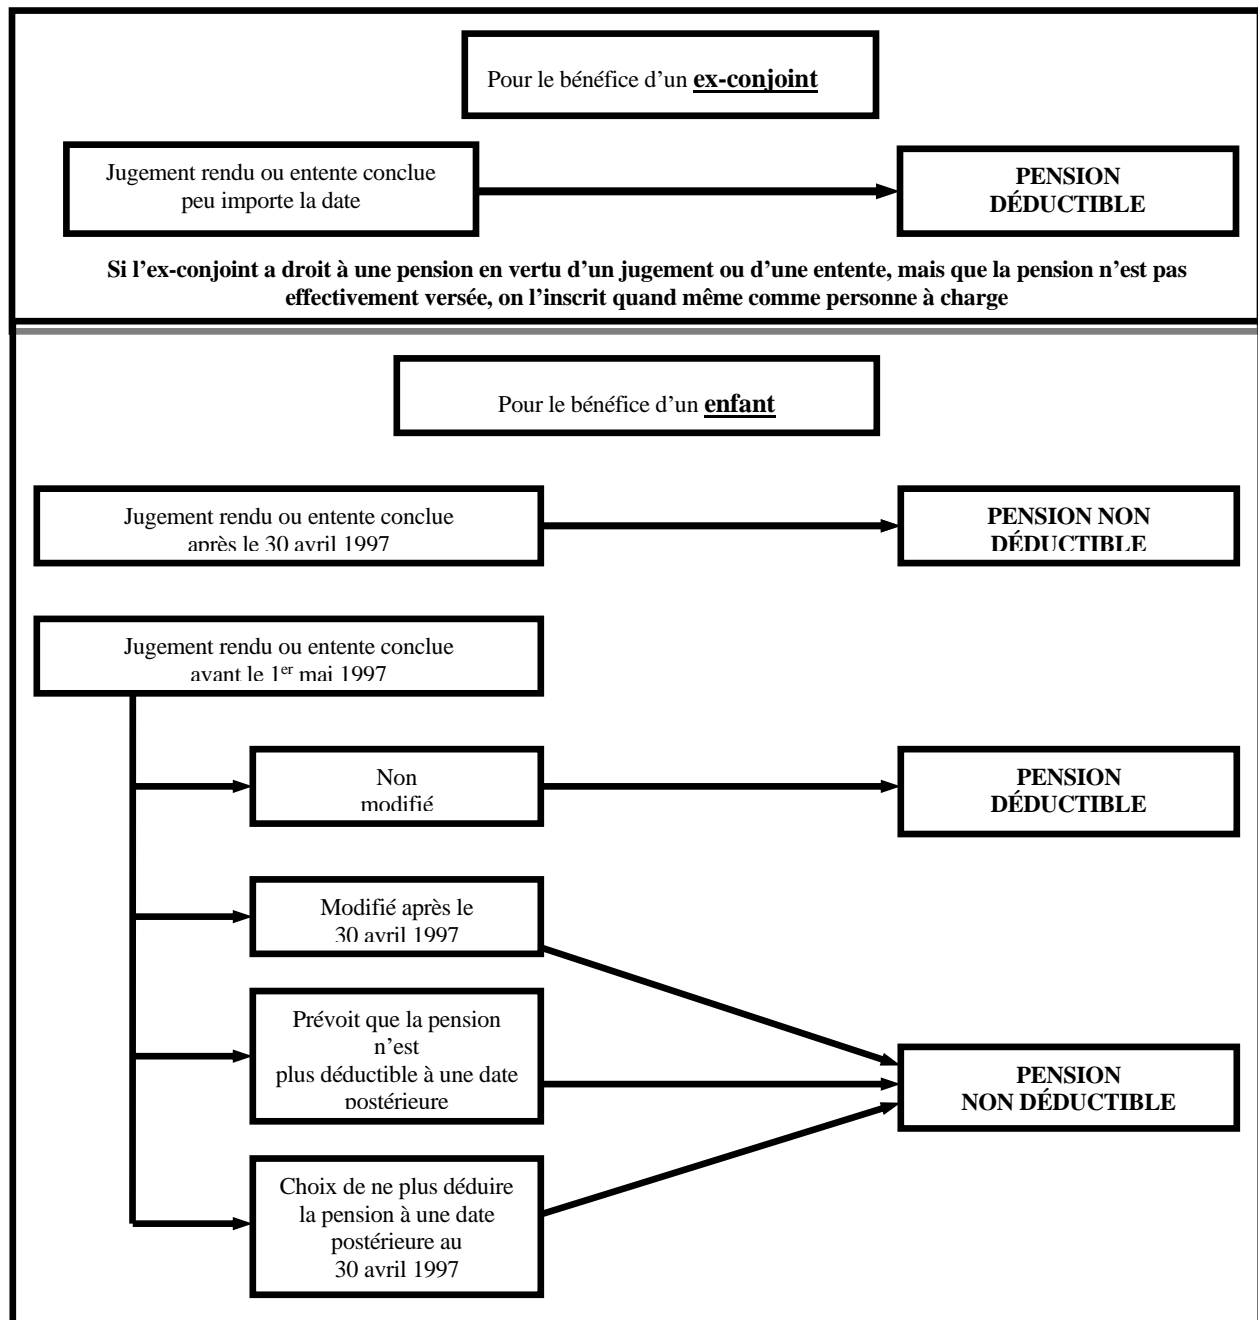 Pour le bénéfice d'un ex-conjoint
Jugement rendu ou entente conclue
peu importe la date
PENSION
DÉDUCTIBLE
Si l'ex-conjoint a droit à une pension en vertu d'un jugement ou d'une entente, mais que la pension n'est pas
effectivement versée, on l'inscrit quand même comme personne à charge
Pour le bénéfice d'un enfant
Jugement rendu ou entente conclue
après le 30 avril 1997
PENSION NON
DÉDUCTIBLE
Jugement rendu ou entente conclue
avant le 1er mai 1997
Non
modifié
PENSION
DÉDUCTIBLE
Modifié après le
30 avril 1997
Prévoit que la pension
n'est
plus déductible à une date
postérieure
PENSION
NON DÉDUCTIBLE
Choix de ne plus déduire
la pension à une date
postérieure au
30 avril 1997